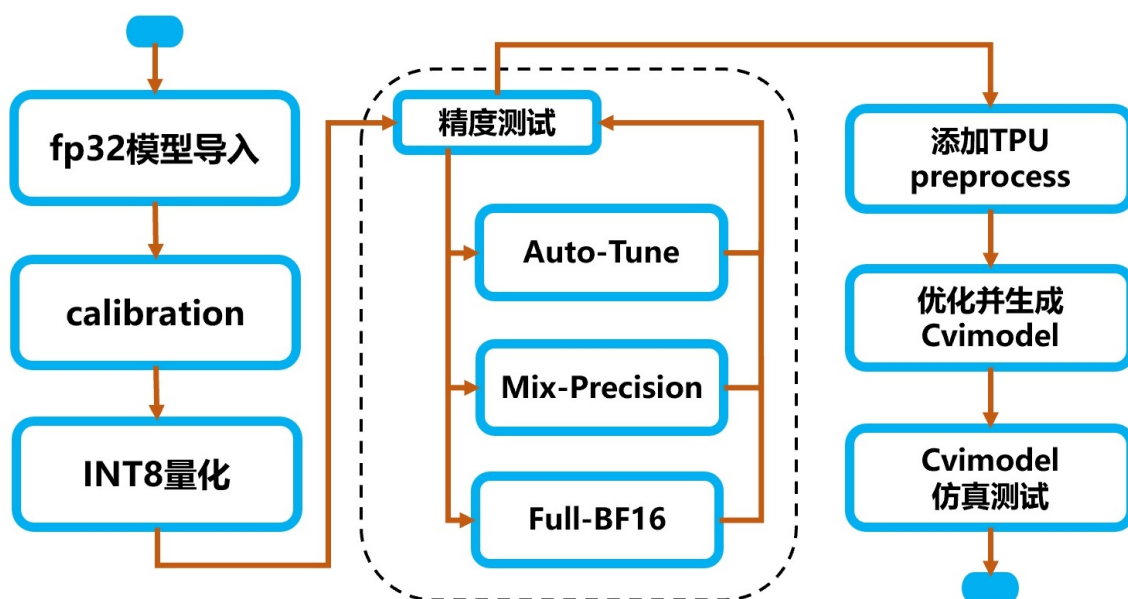 fp32模型导入
calibration
INT8量化
精度测试
Auto-Tune
Mix-Precision
Full-BF16
添加TPU
preprocess
优化并生成
Cvimodel
Cvimodel
仿真测试